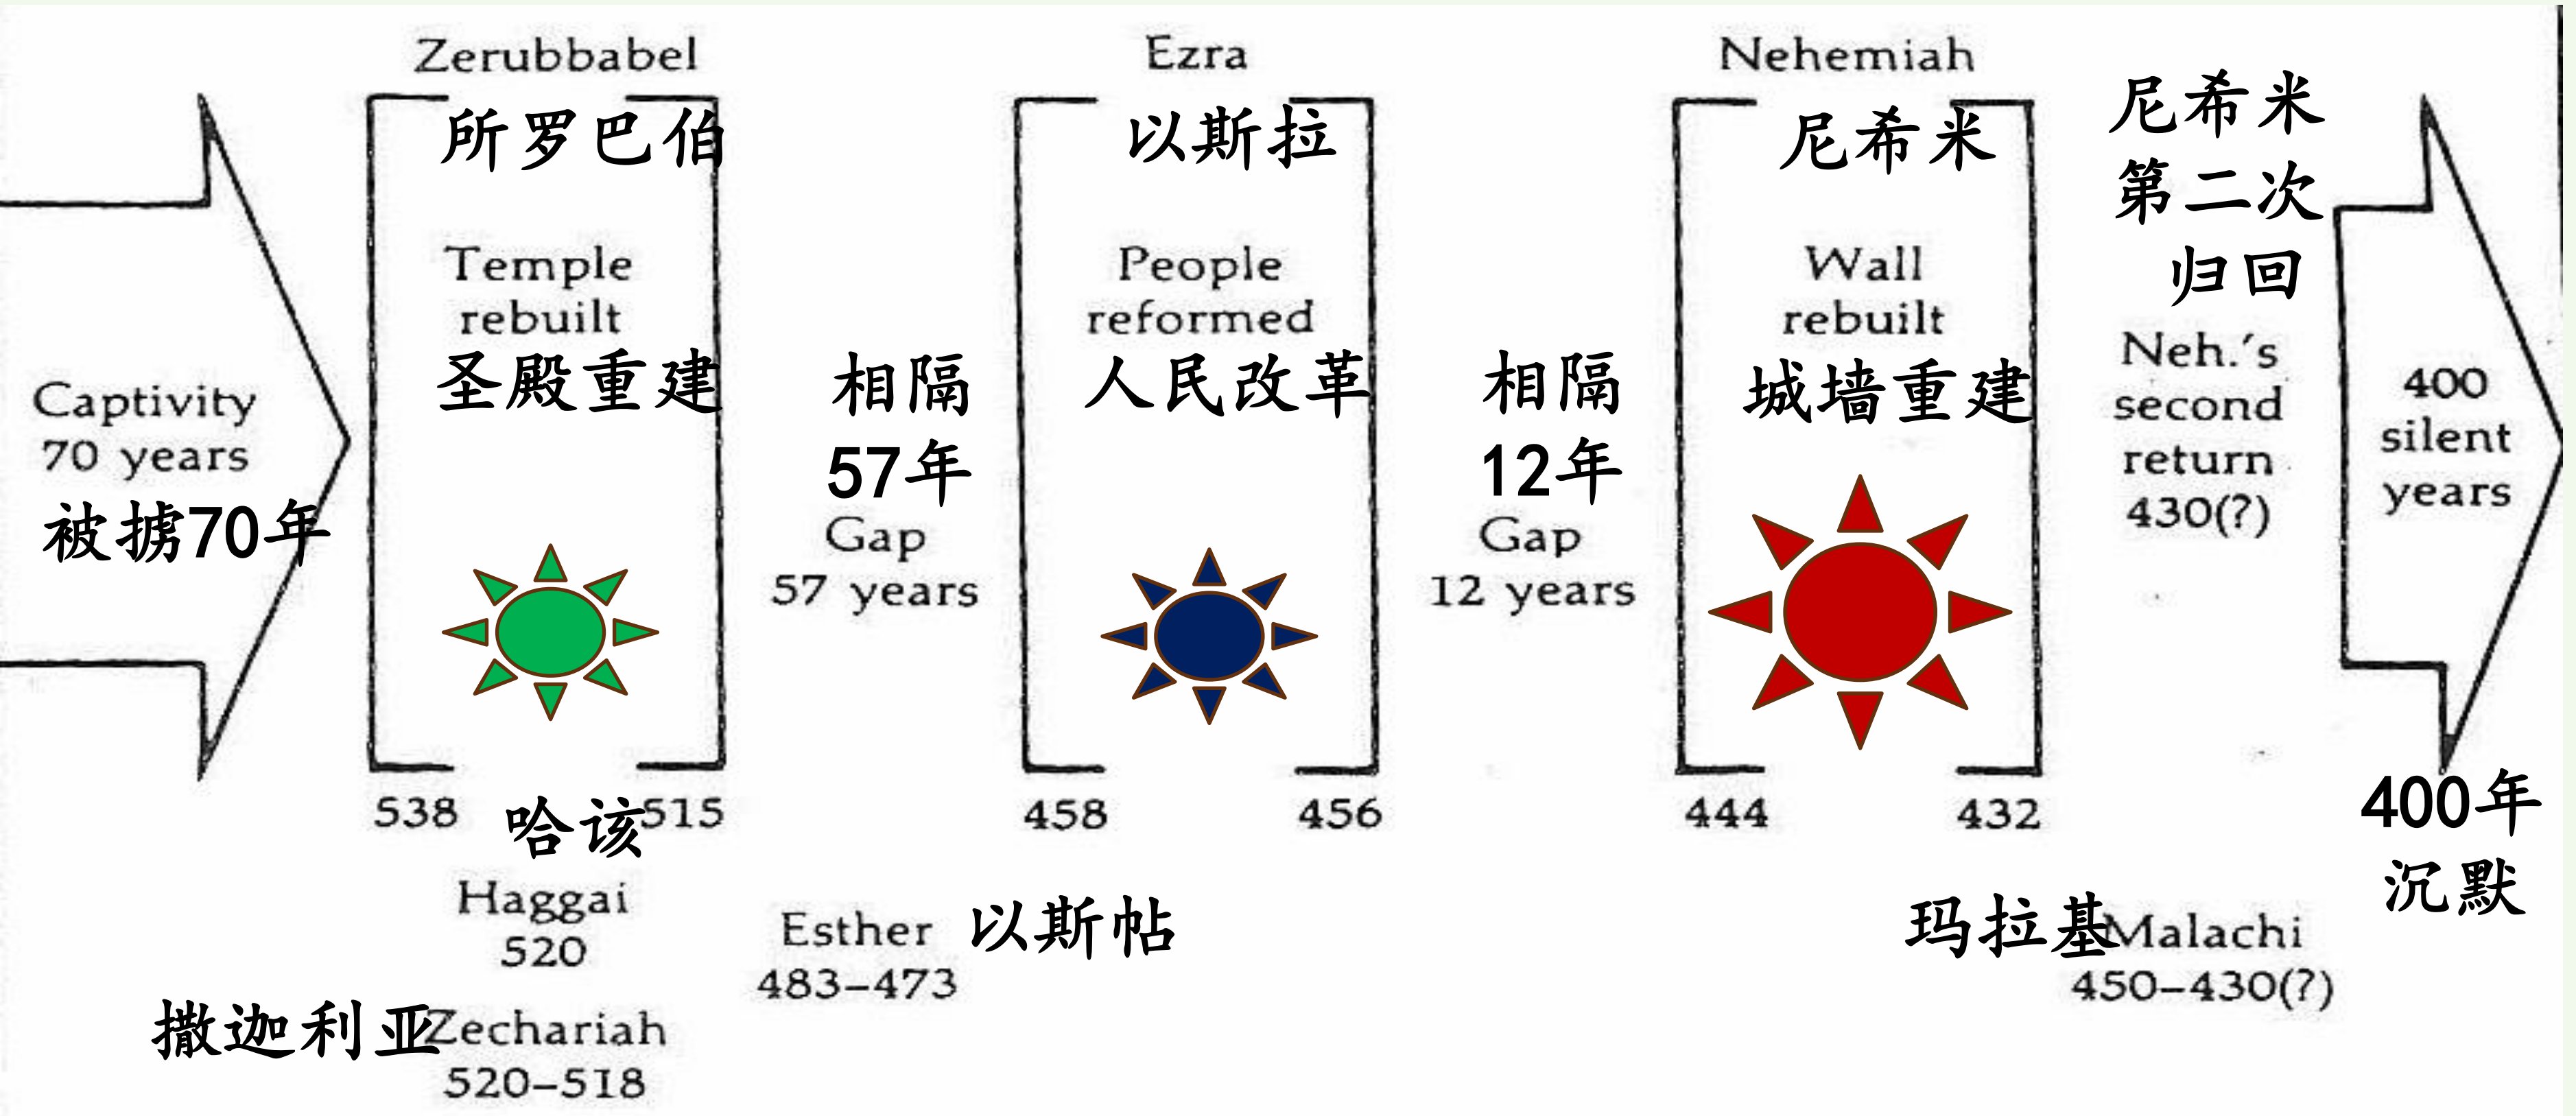 Captivity
70 years
被掳70年
Zerubbabel
所罗巴伯
Temple
rebuilt
圣殿重建
538
515
哈该
Haggai
520
撒迦利亚
Zechariah
520–518
相隔
57年
Gap
57 years
Esther
以斯帖
483–473
Ezra
以斯拉
People
reformed
人民改革
458
456
相隔
12年
Gap
12 years
Nehemiah
尼希米
Wall
rebuilt
城墙重建
444
432
尼希米
第二次
归回
Neh.'s
second
return
430(?)
玛拉基
Malachi
450–430(?)
400
silent
years
400年
沉默